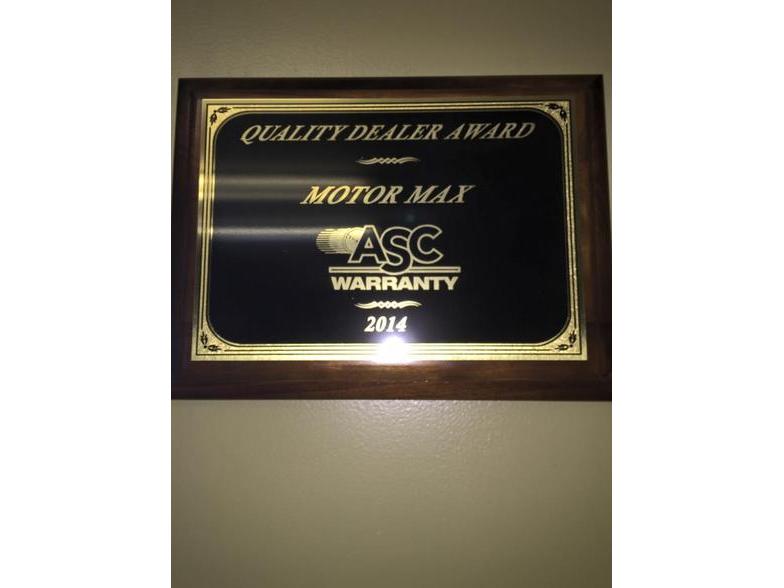 QUALITY DEALER AWARD
MOTOR MAX
ASC
WARRANTY
2014